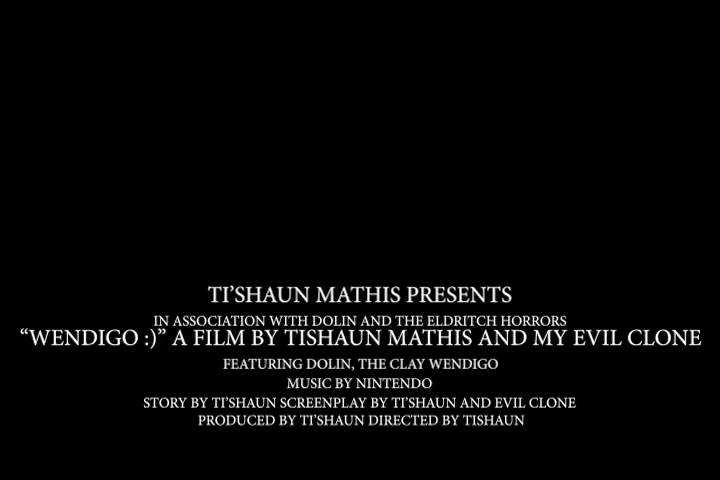 TI’SHAUN MATHIS PRESENTS
IN ASSOCIATION WITH DOLIN AND THE ELDRITCH HORRORS
“WENDIGO :)” A FILM BY TISHAUN MATHIS AND MY EVIL CLONE
FEATURING DOLIN, THE CLAY WENDIGO
MUSIC BY NINTENDO
STORY BY TI’SHAUN SCREENPLAY BY TI’SHAUN AND EVIL CLONE
PRODUCED BY TI’SHAUN DIRECTED BY TISHAUN